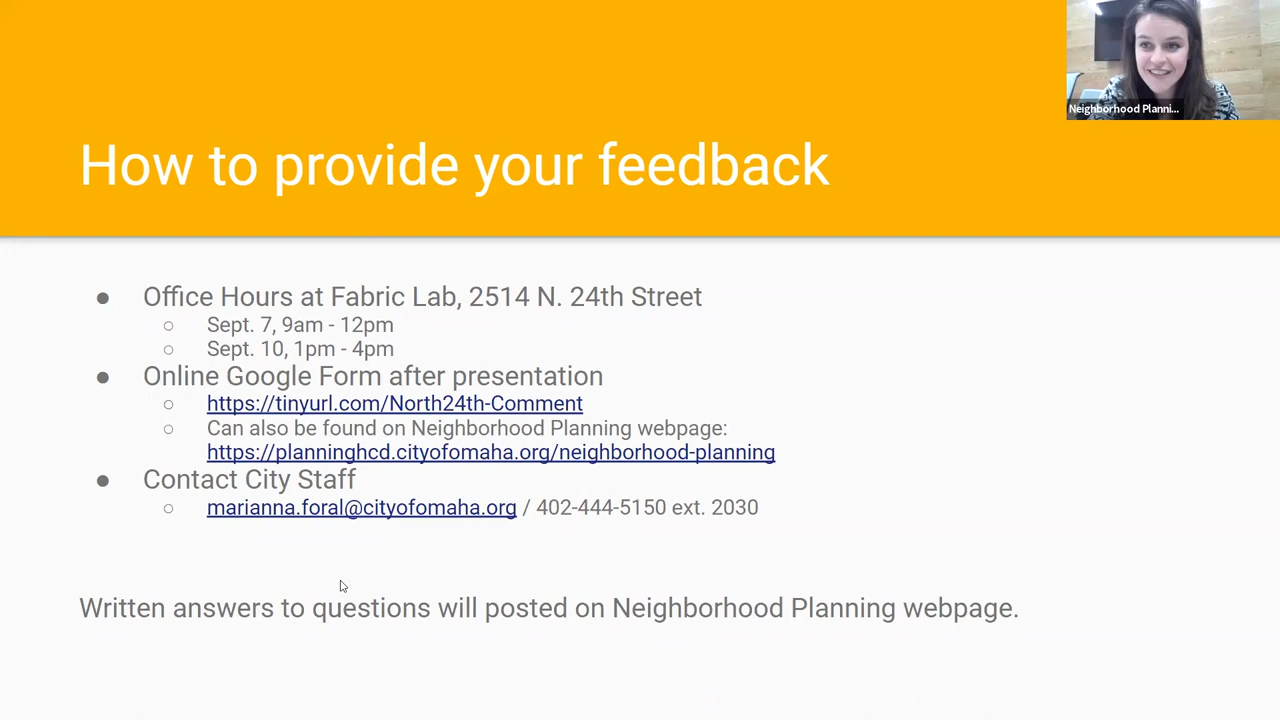 Neighborhood Planni...
How to provide your feedback
● Office Hours at Fabric Lab, 2514 N. 24th Street
○ Sept. 7, 9am - 12pm
○ Sept. 10, 1pm - 4pm
● Online Google Form after presentation
○ https://tinyurl.com/North24th-Comment
○ Can also be found on Neighborhood Planning webpage:
https://planninghcd.cityofomaha.org/neighborhood-planning
● Contact City Staff
○ marianna.foral@cityofomaha.org / 402-444-5150 ext. 2030
Written answers to questions will posted on Neighborhood Planning webpage.